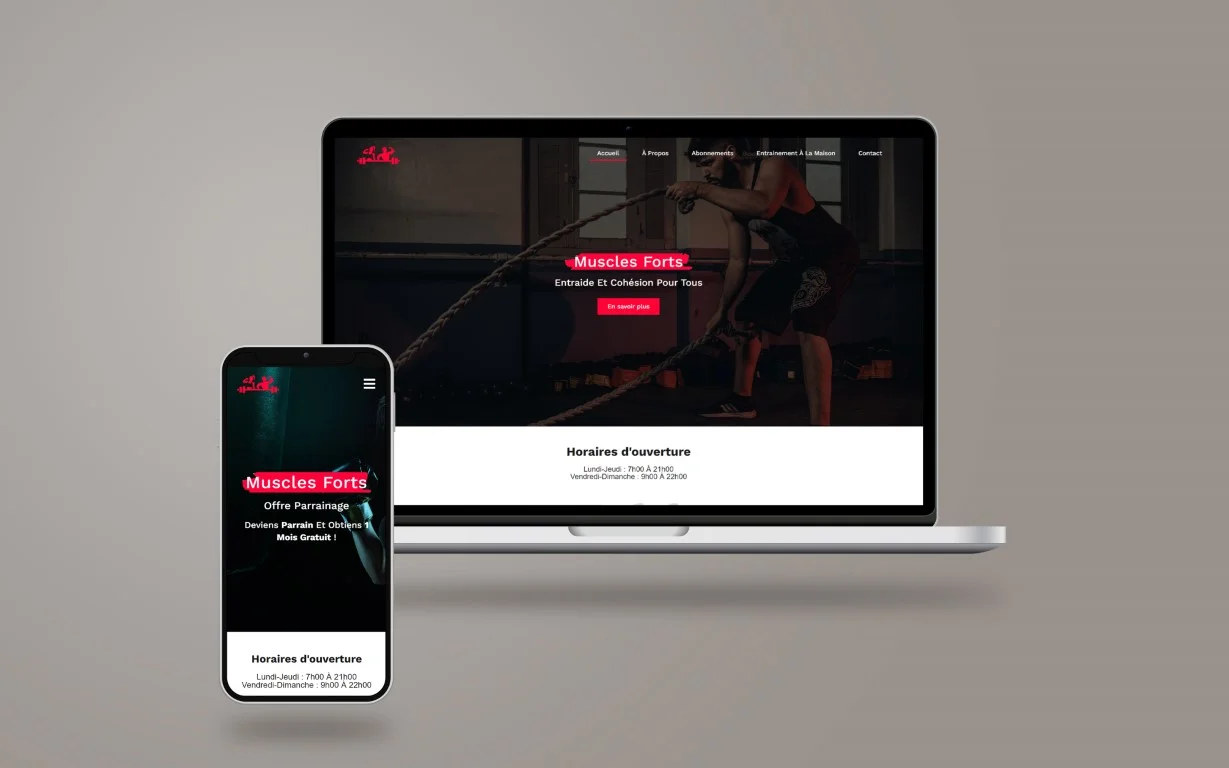 Accueil À Propos Abonnements Entrainement À La Maison Contact
Muscles Forts
Entraide Et Cohésion Pour Tous
En savoir plus
Horaires d'ouverture
Lundi-Jeudi : 7h00 À 21h00
Vendredi-Dimanche : 9h00 À 22h00
Muscles Forts
Offre Parrainage
Deviens Parrain Et Obtiens 1
Mois Gratuit !
Horaires d'ouverture
Lundi-Jeudi : 7h00 À 21h00
Vendredi-Dimanche : 9h00 À 22h00